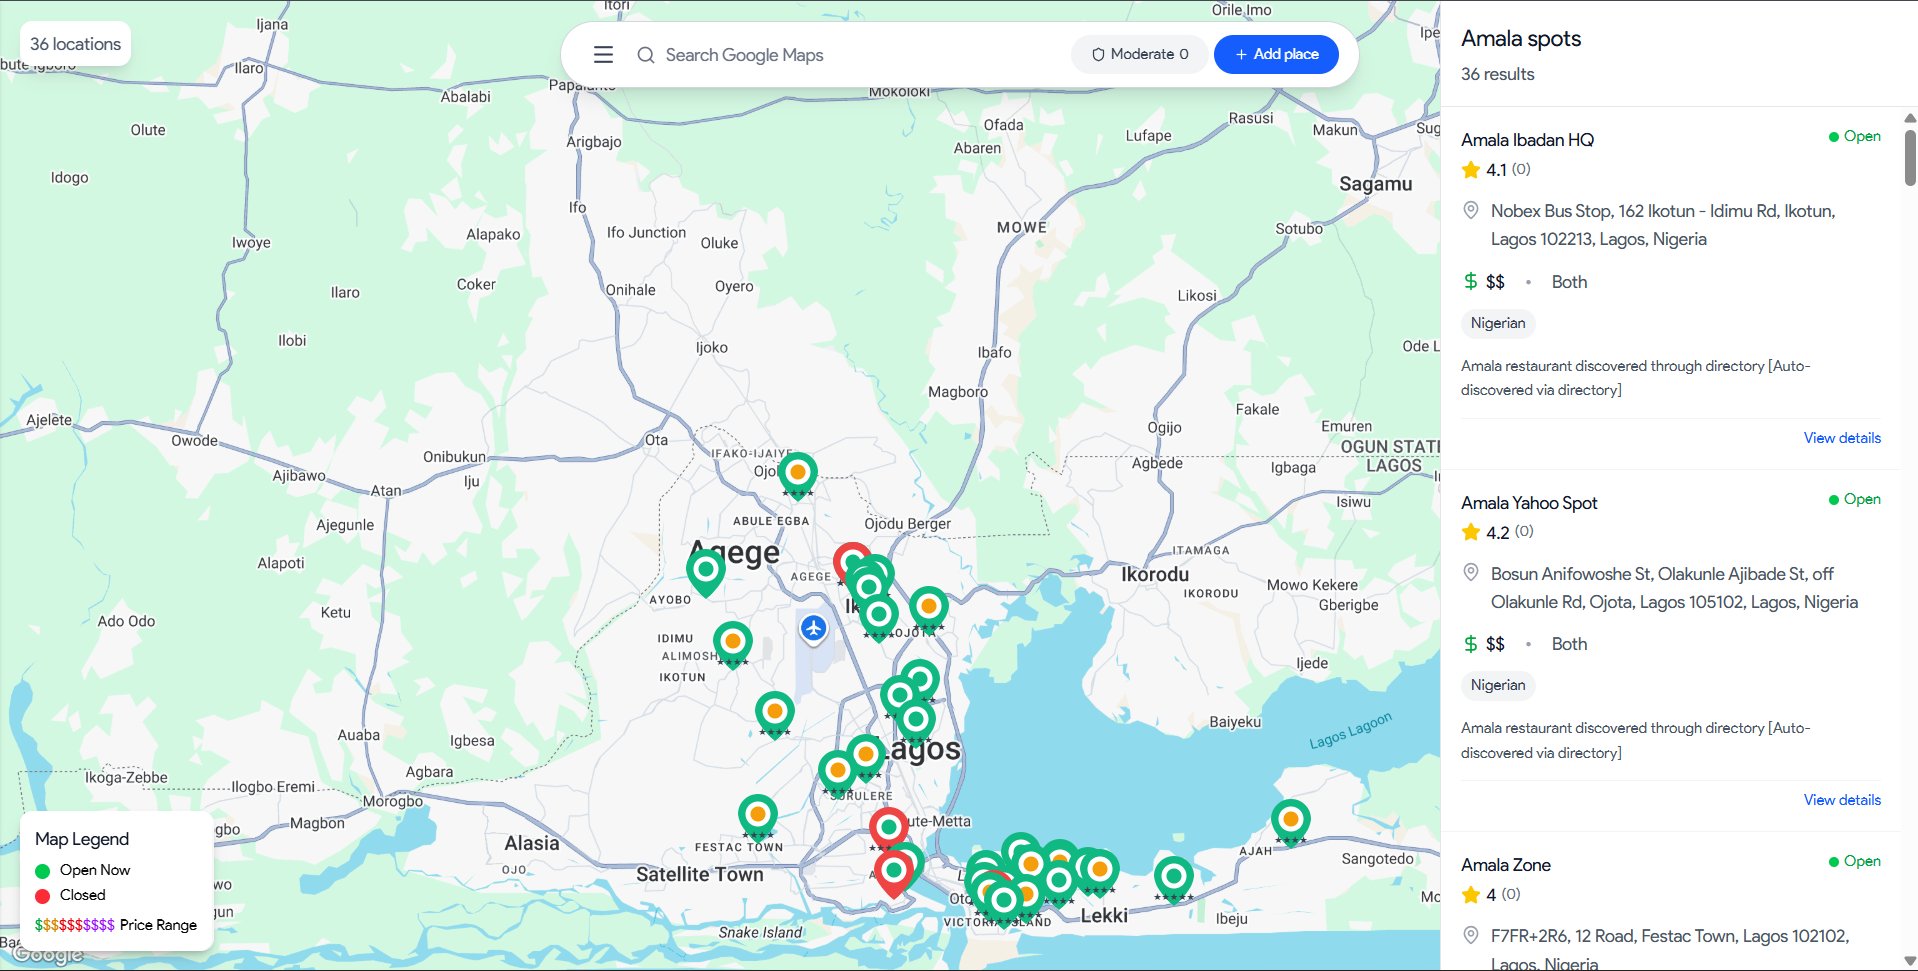 36 locations
Search Google Maps
Moderate 0
+ Add place
Itori
Orile Imo
Ijana
Ilaro
Abalabi
Mokoloki
Olute
Arigbajo
Ofada
Abaren
Lufape
Rasusi
Makun
Idogo
Ifo
Sagamu
MOWE
Iwoye
Alapako
Ifo Junction
Oluke
Sotubo
Ilaro
Coker
Onihale
Oyero
Likosi
Ilobi
Ijoko
Ibafo
Magboro
Ajelete
Owode
Ota
Fakale
Ogijo
Emuren
OGUN STATE
LAGOS
Onibukun
IFAKO-IJAIYE
Agbede
Igbaga
Ajibawo
Iju
Atan
Isiwu
Ajegunle
ABULE EGBA
Ojodu Berger
Alapoti
Agege
AGEGE
ITAMAGA
Ikorodu
IKORODU
Mowo Kekere
Gberigbe
AYOBO
Ketu
Ado Odo
IDIMU
OJOTA
IKOTUN
Ijede
Baiyeku
Lagos Lagoon
Abuaba
Igbesa
Lagos
Ikoga-Zebbe
Agbara
Ilogbo Eremi
Morogbo
SURULERE
Magbon
Alasia
OJO
FESTAC TOWN
Satellite Town
AJAH
Sangotedo
Lekki
Ibeju
VICTORIA ISLAND
Snake Island
Map Legend
Open Now
Closed
$$$$$$$$$$ Price Range
Google
Amala spots
36 results
Amala Ibadan HQ
Open
4.1 (0)
Nobex Bus Stop, 162 Ikotun - Idimu Rd, Ikotun,
Lagos 102213, Lagos, Nigeria
$ $$ • Both
Nigerian
Amala restaurant discovered through directory [Auto-
discovered via directory]
View details
Amala Yahoo Spot
Open
4.2 (0)
Bosun Anifowoshe St, Olakunle Ajibade St, off
Olakunle Rd, Ojota, Lagos 105102, Lagos, Nigeria
$ $$ • Both
Nigerian
Amala restaurant discovered through directory [Auto-
discovered via directory]
View details
Amala Zone
Open
4 (0)
F7FR+2R6, 12 Road, Festac Town, Lagos 102102,
Lagos, Nigeria